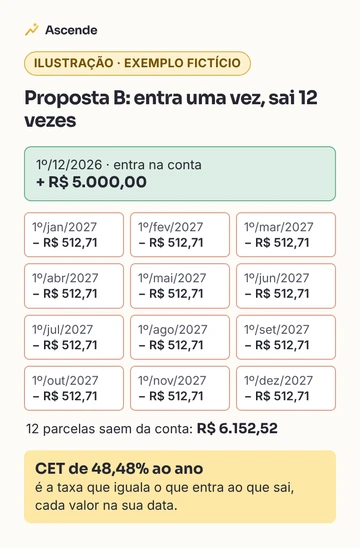 Ascende
ILUSTRAÇÃO · EXEMPLO FICTÍCIO
Proposta B: entra uma vez, sai 12
vezes
1º/12/2026 · entra na conta
+ R$ 5.000,00
1º/jan/2027
− R$ 512,71
1º/fev/2027
− R$ 512,71
1º/mar/2027
− R$ 512,71
1º/abr/2027
− R$ 512,71
1º/mai/2027
− R$ 512,71
1º/jun/2027
− R$ 512,71
1º/jul/2027
− R$ 512,71
1º/ago/2027
− R$ 512,71
1º/set/2027
− R$ 512,71
1º/out/2027
− R$ 512,71
1º/nov/2027
− R$ 512,71
1º/dez/2027
− R$ 512,71
12 parcelas saem da conta: R$ 6.152,52
CET de 48,48% ao ano
é a taxa que iguala o que entra ao que sai,
cada valor na sua data.